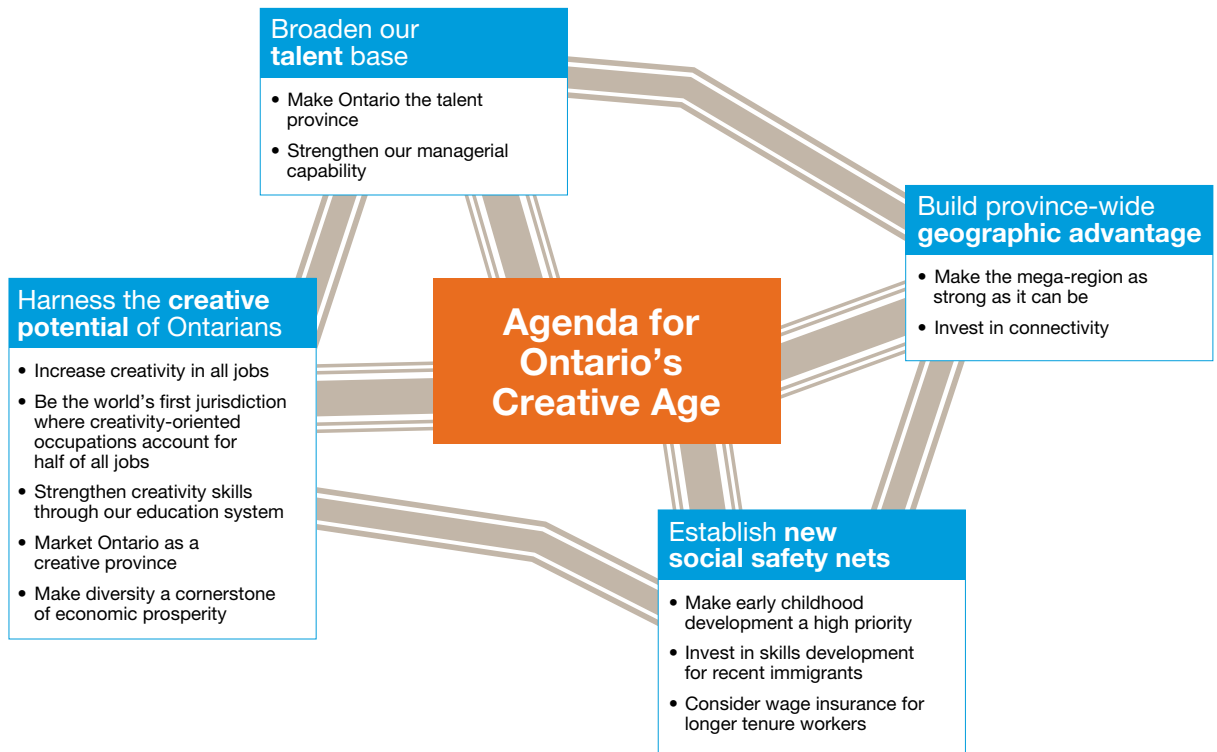 Broaden our
talent base
• Make Ontario the talent
province
• Strengthen our managerial
capability
Build province-wide
geographic advantage
• Make the mega-region as
strong as it can be
• Invest in connectivity
Harness the creative
potential of Ontarians
• Increase creativity in all jobs
• Be the world's first jurisdiction
where creativity-oriented
occupations account for
half of all jobs
• Strengthen creativity skills
through our education system
• Market Ontario as a
creative province
• Make diversity a cornerstone
of economic prosperity
Agenda for
Ontario's
Creative Age
Establish new
social safety nets
• Make early childhood
development a high priority
• Invest in skills development
for recent immigrants
• Consider wage insurance for
longer tenure workers